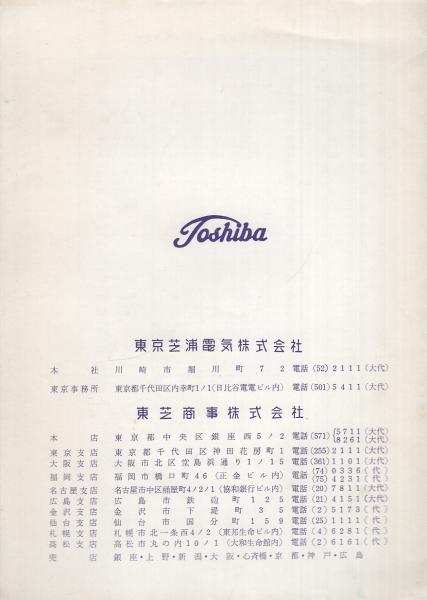 Toshiba
東京芝浦電気株式会社
本社 川崎市堀川町72 電話(52)2111(大代)
東京事務所 東京都千代田区内幸町1ノ1(日比谷電電ビル内) 電話(501)5411(大代)
東芝商事株式会社
本店 東京都中央区銀座西5ノ2 電話(571){5711(大代) 8261(大代)
東京支店 東京都千代田区神田花房町1 電話(255)2111(大代)
大阪支店 大阪市北区堂島浜通り1ノ15 電話(361)1101(大代)
福岡支店 福岡市橋口町46(正金ビル内) 電話(74)0336(代) (75)4231(代)
名古屋支店 名古屋市中区桶屋町4ノ2ノ1(協和銀行ビル内) 電話(20)7811(大代)
広島支店 広島市鉄砲町125 電話(21)4151(大代)
金沢支店 金沢市下堤町35 電話(2)5173(代)
仙台支店 仙台市国分町159 電話(25)1111(代)
札幌支店 札幌市北一条西4ノ2(東邦生命ビル内) 電話(4)6281(代)
高松支店 高松市丸の内10ノ1(大和生命館内) 電話(2)6161(代)
売店 銀座・上野・新潟・大阪・心斎橋・京都・神戸・広島